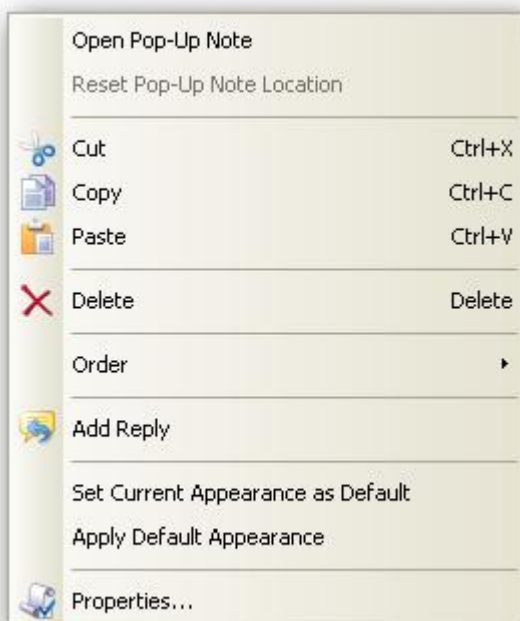 Open Pop-Up Note
Reset Pop-Up Note Location
Cut Ctrl+X
Copy Ctrl+C
Paste Ctrl+V
Delete Delete
Order
Add Reply
Set Current Appearance as Default
Apply Default Appearance
Properties...